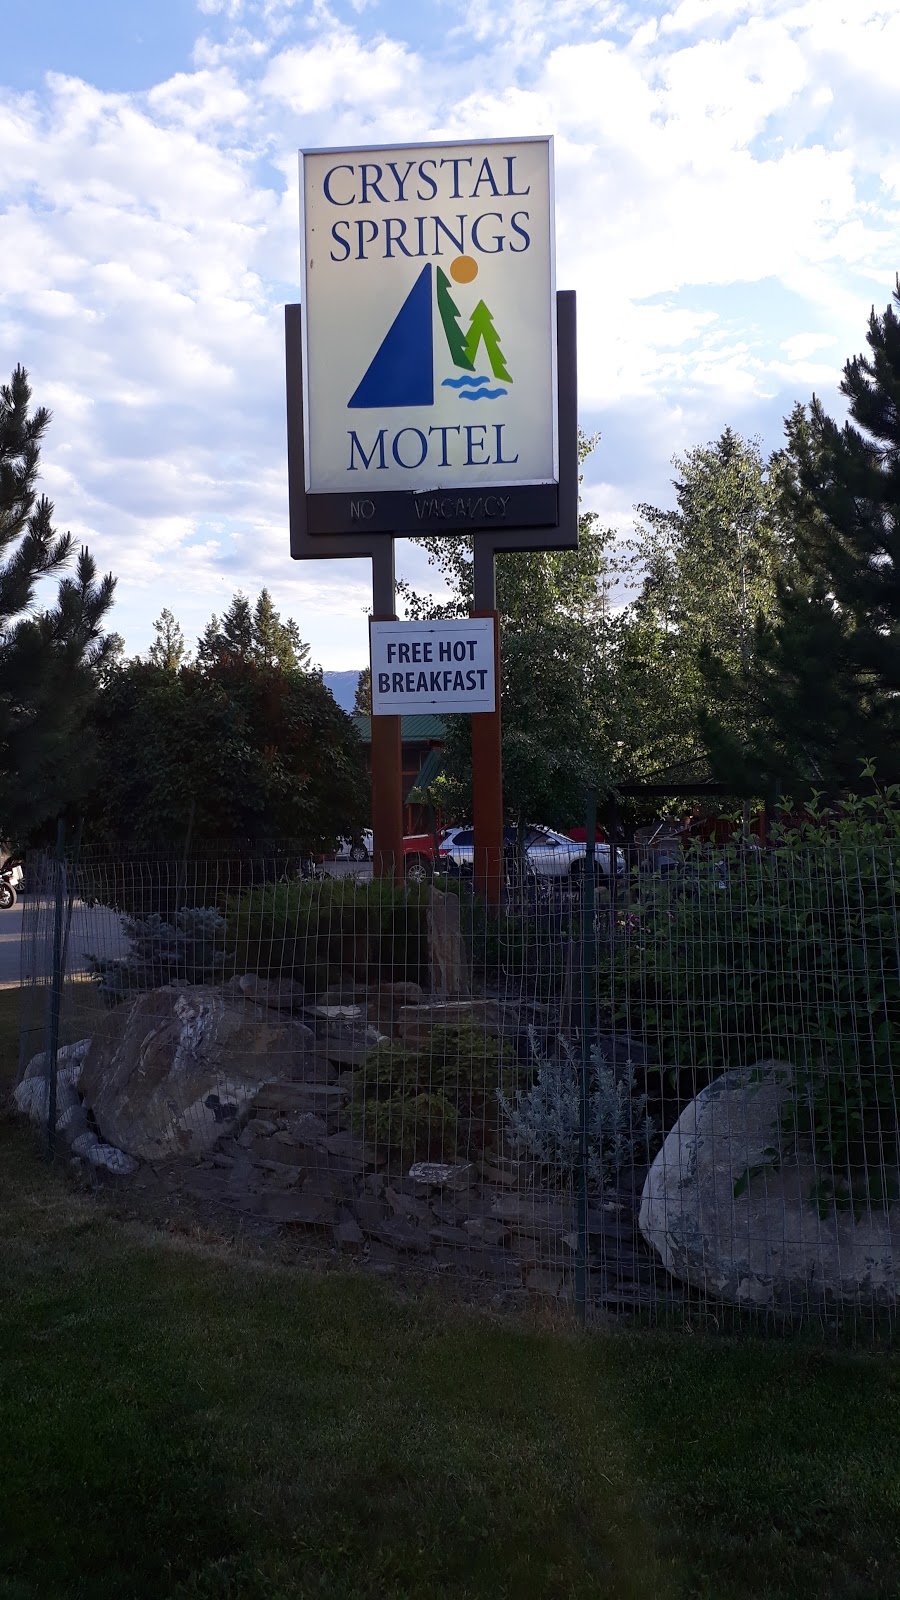 CRYSTAL
SPRINGS
MOTEL
NO VACANCY
FREE HOT
BREAKFAST